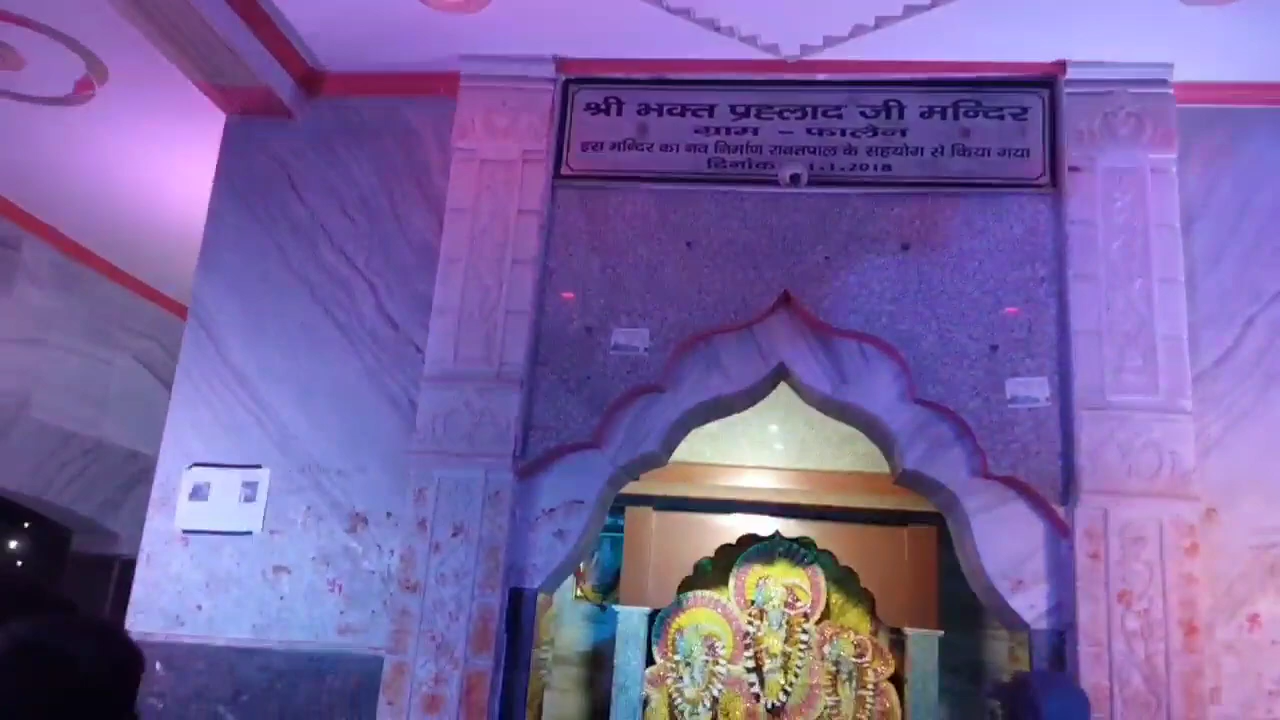 श्री भक्त प्रह्लाद जी मन्दिर
ग्राम - फालैन
इस मन्दिर का नव निर्माण रावतपाल के सहयोग से किया गया
दिनांक 1.1.2018